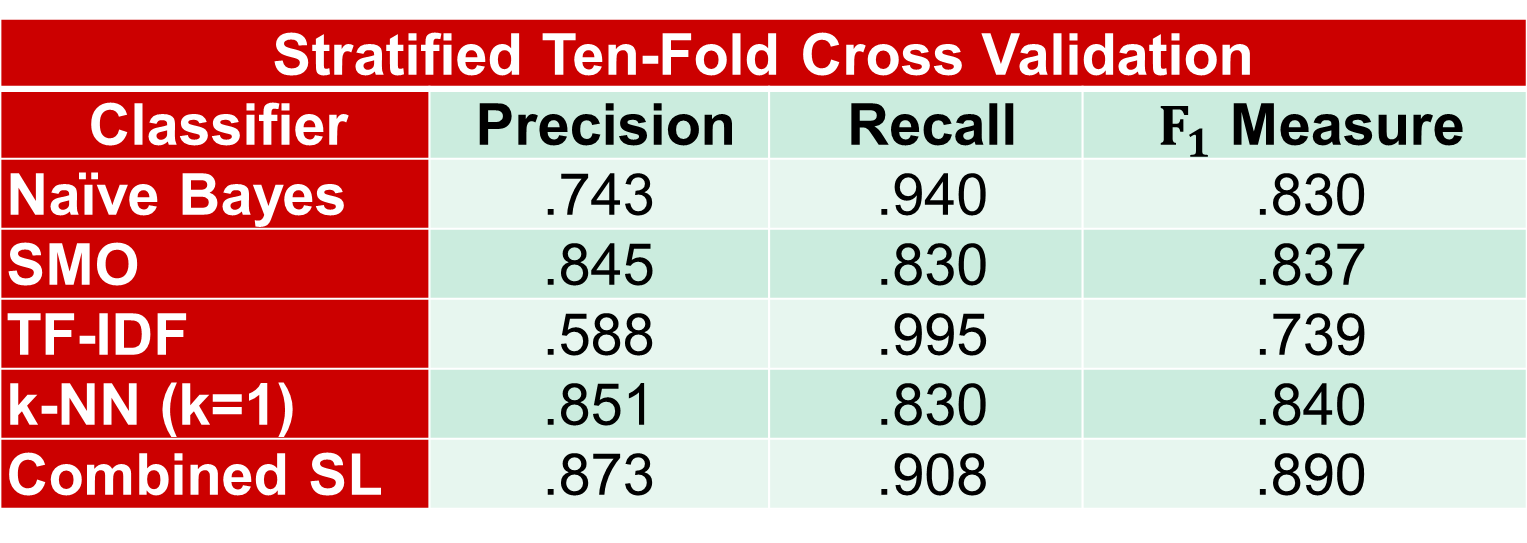 Stratified Ten-Fold Cross Validation
Classifier Precision Recall F₁ Measure
Naïve Bayes .743 .940 .830
SMO .845 .830 .837
TF-IDF .588 .995 .739
k-NN (k=1) .851 .830 .840
Combined SL .873 .908 .890